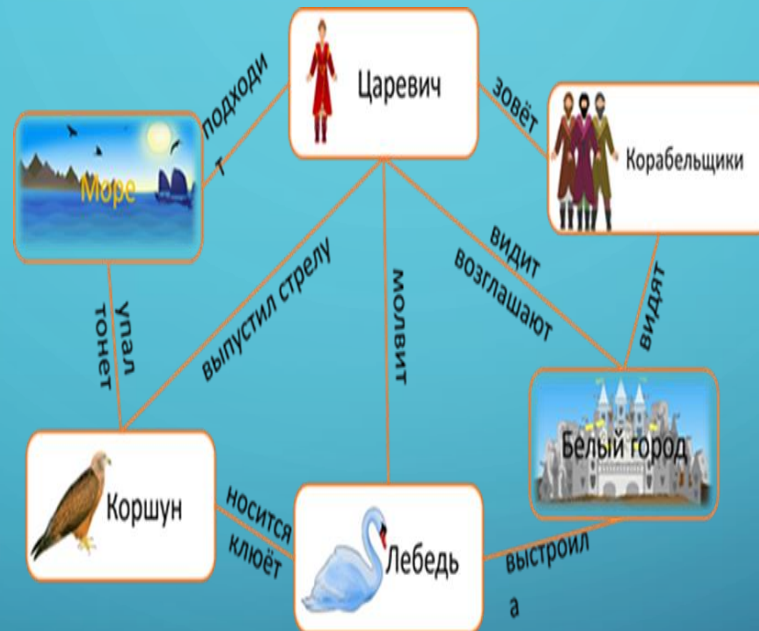 Царевич
подходи
т
зовёт
Корабельщики
Море
упал
тонет
выпустил стрелу
молвит
видит
возглашают
видят
Белый город
Коршун
носится
клюёт
Лебедь
выстроил
а